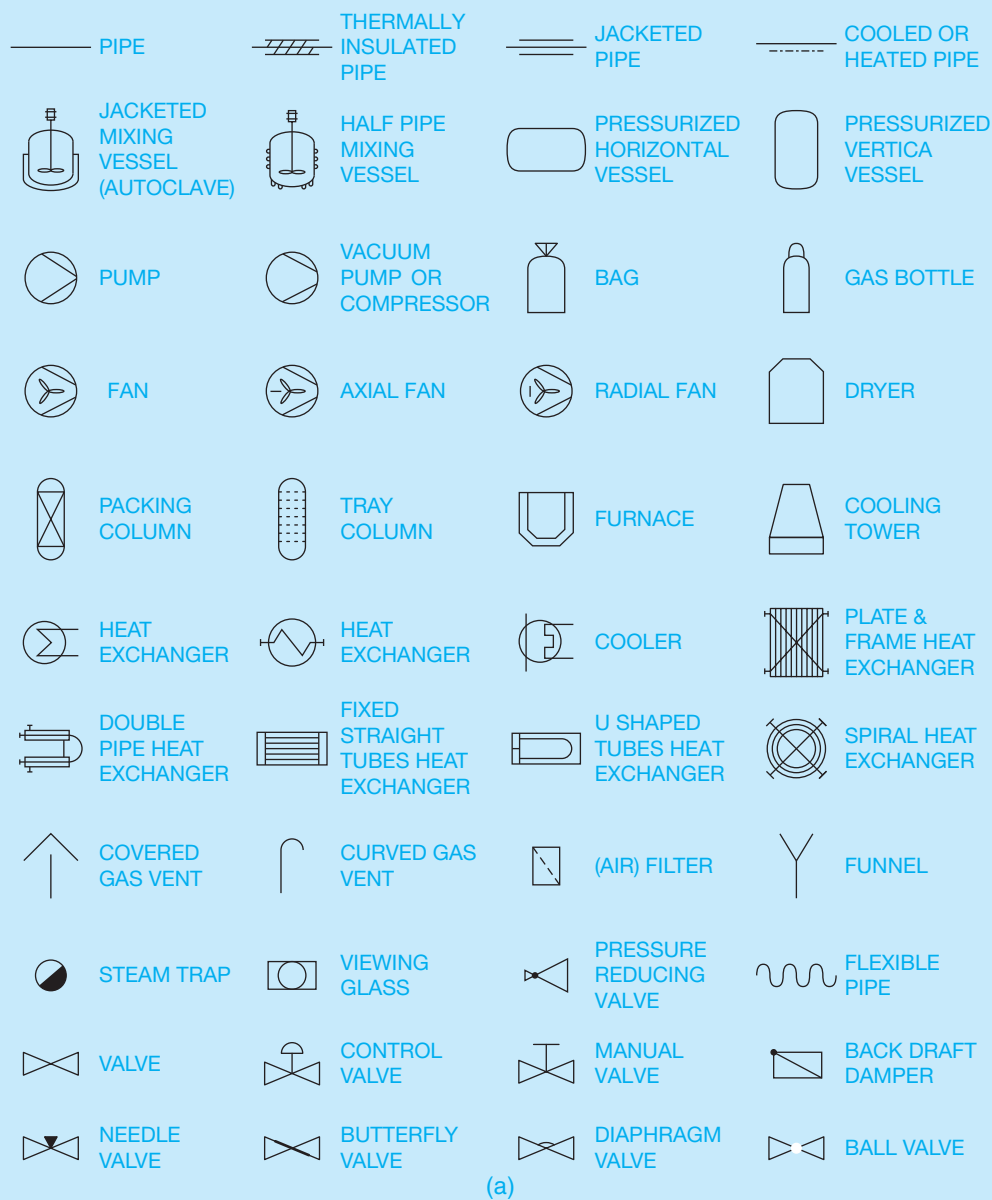 PIPE
THERMALLY
INSULATED
PIPE
JACKETED
PIPE
COOLED OR
HEATED PIPE
JACKETED
MIXING
VESSEL
(AUTOCLAVE)
HALF PIPE
MIXING
VESSEL
PRESSURIZED
HORIZONTAL
VESSEL
PRESSURIZED
VERTICA
VESSEL
PUMP
VACUUM
PUMP OR
COMPRESSOR
BAG
GAS BOTTLE
FAN
AXIAL FAN
RADIAL FAN
DRYER
PACKING
COLUMN
TRAY
COLUMN
FURNACE
COOLING
TOWER
HEAT
EXCHANGER
HEAT
EXCHANGER
COOLER
PLATE &
FRAME HEAT
EXCHANGER
DOUBLE
PIPE HEAT
EXCHANGER
FIXED
STRAIGHT
TUBES HEAT
EXCHANGER
U SHAPED
TUBES HEAT
EXCHANGER
SPIRAL HEAT
EXCHANGER
COVERED
GAS VENT
CURVED GAS
VENT
(AIR) FILTER
FUNNEL
STEAM TRAP
VIEWING
GLASS
PRESSURE
REDUCING
VALVE
FLEXIBLE
PIPE
VALVE
CONTROL
VALVE
MANUAL
VALVE
BACK DRAFT
DAMPER
NEEDLE
VALVE
BUTTERFLY
VALVE
DIAPHRAGM
VALVE
BALL VALVE
(a)